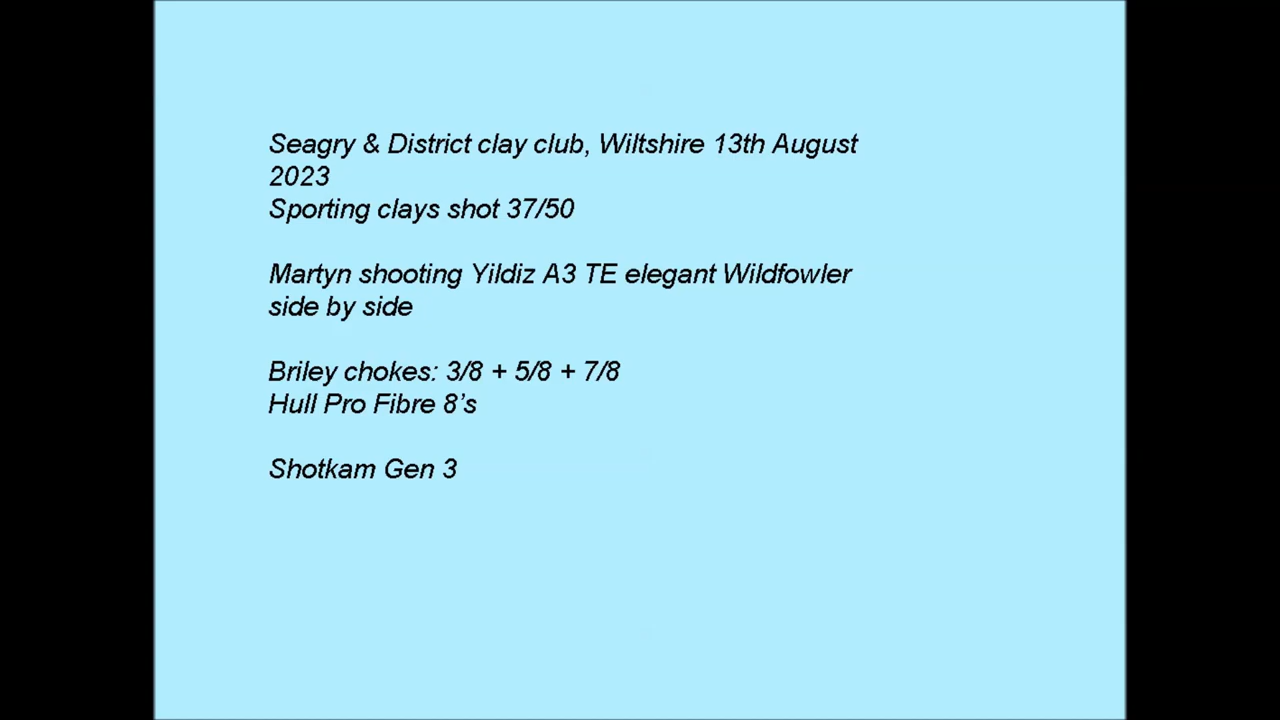 Seagry & District clay club, Wiltshire 13th August
2023
Sporting clays shot 37/50
Martyn shooting Yildiz A3 TE elegant Wildfowler
side by side
Briley chokes: 3/8 + 5/8 + 7/8
Hull Pro Fibre 8’s
Shotkam Gen 3